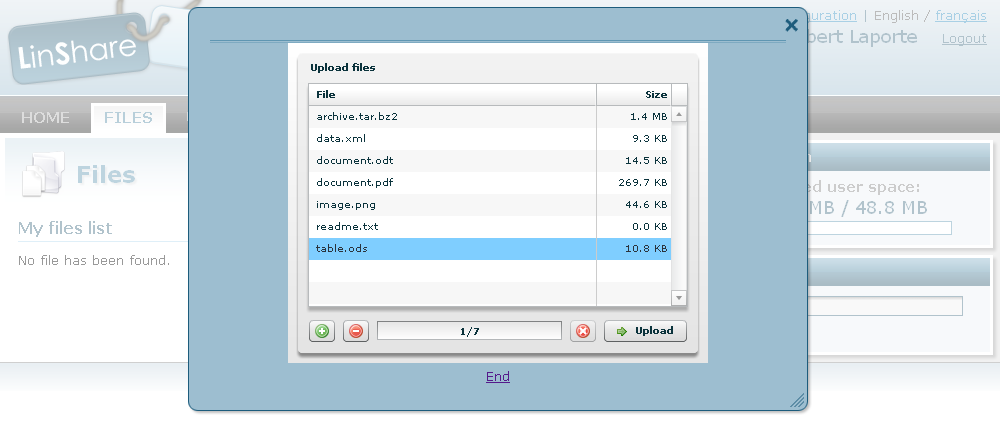 LinShare
uration | English / français
bert Laporte Logout
HOME FILES
Files
My files list
No file has been found.
Upload files
File Size
archive.tar.bz2 1.4 MB
data.xml 9.3 KB
document.odt 14.5 KB
document.pdf 269.7 KB
image.png 44.6 KB
readme.txt 0.0 KB
table.ods 10.8 KB
1/7 Upload
End
ed user space:
MB / 48.8 MB